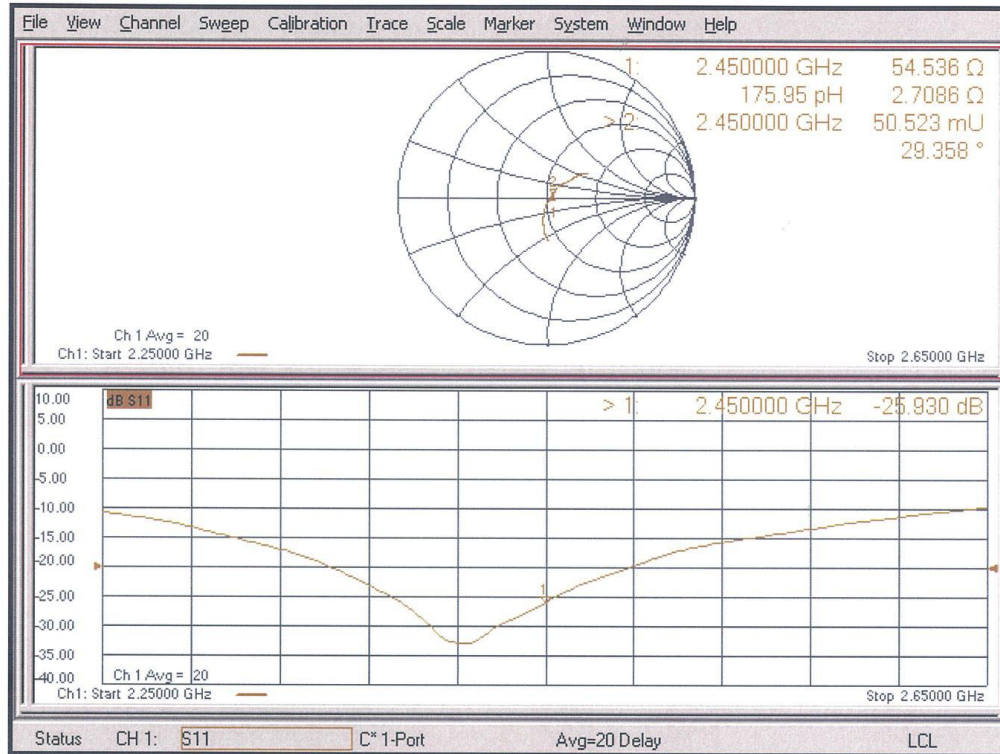 File View Channel Sweep Calibration Trace Scale Marker System Window Help
1: 2.450000 GHz 54.536 Ω
175.95 pH 2.7086 Ω
> 2: 2.450000 GHz 50.523 mU
29.358 °
2
1
Ch 1 Avg = 20
Ch1: Start 2.25000 GHz Stop 2.65000 GHz
10.00 dB S11 > 1: 2.450000 GHz -25.930 dB
5.00
0.00
-5.00
-10.00
-15.00
-20.00
-25.00 1
-30.00
-35.00
-40.00 Ch 1 Avg = 20
Ch1: Start 2.25000 GHz Stop 2.65000 GHz
Status CH 1: S11 C* 1-Port Avg=20 Delay LCL